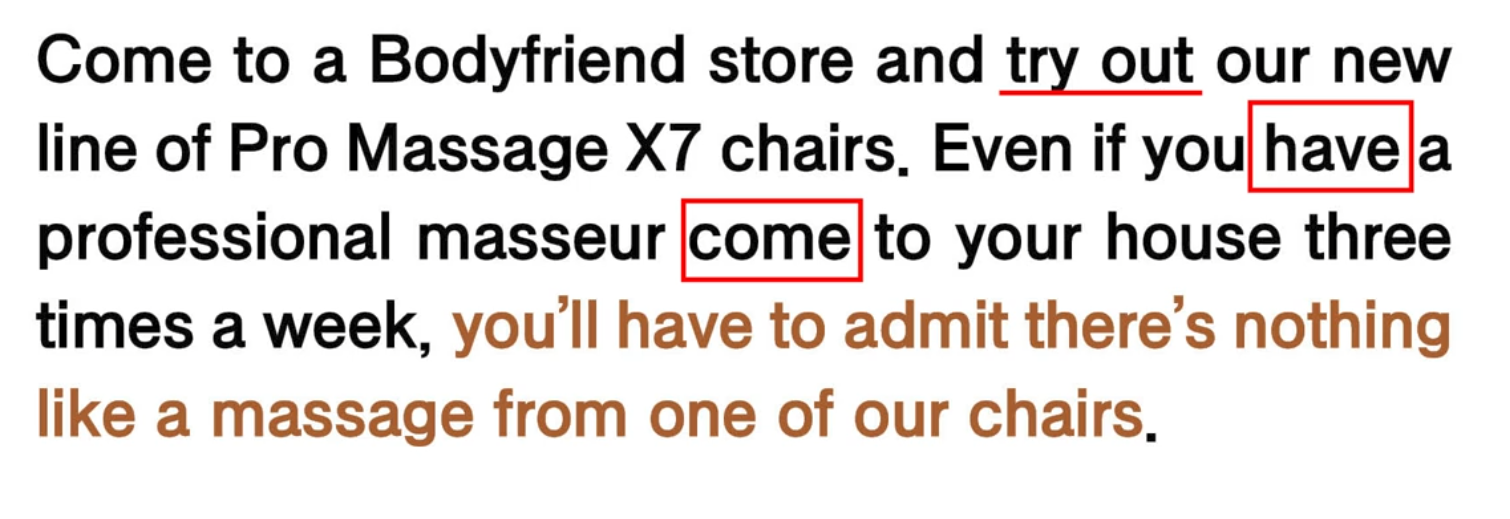 Come to a Bodyfriend store and try out our new
line of Pro Massage X7 chairs. Even if you have a
professional masseur come to your house three
times a week, you’ll have to admit there’s nothing
like a massage from one of our chairs.